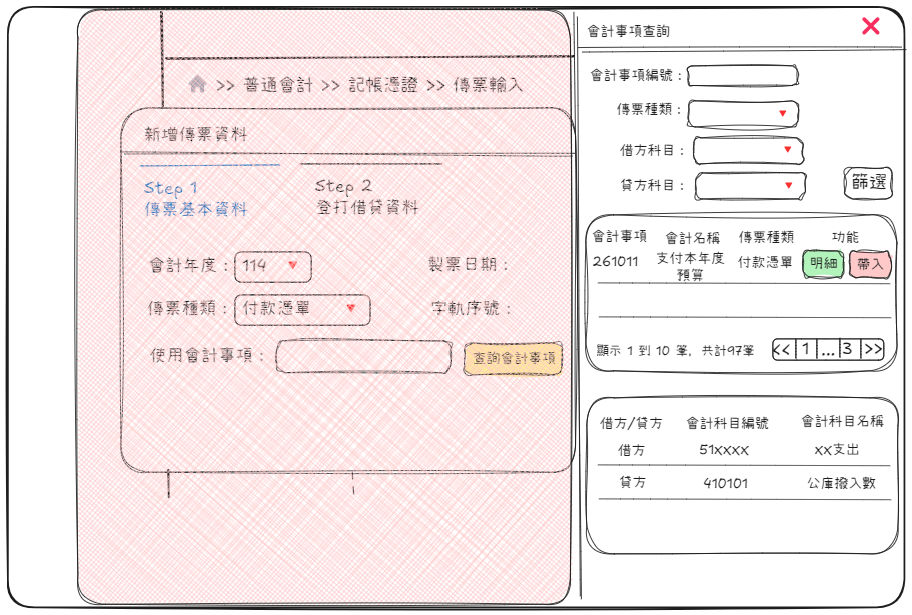 >> 普通會計 >> 記帳憑證 >> 傳票輸入
新增傳票資料
Step 1
傳票基本資料
Step 2
登打借貸資料
會計年度：114
製票日期：
傳票種類：付款憑單
字軌序號：
使用會計事項：
查詢會計事項
會計事項查詢
會計事項編號：
傳票種類：
借方科目：
貸方科目：
篩選
會計事項 會計名稱 傳票種類 功能
261011 支付本年度預算 付款憑單 明細 帶入
顯示 1 到 10 筆, 共計97筆 << 1 ... 3 >>
借方/貸方 會計科目編號 會計科目名稱
借方 51xxxx xx支出
貸方 410101 公庫撥入數